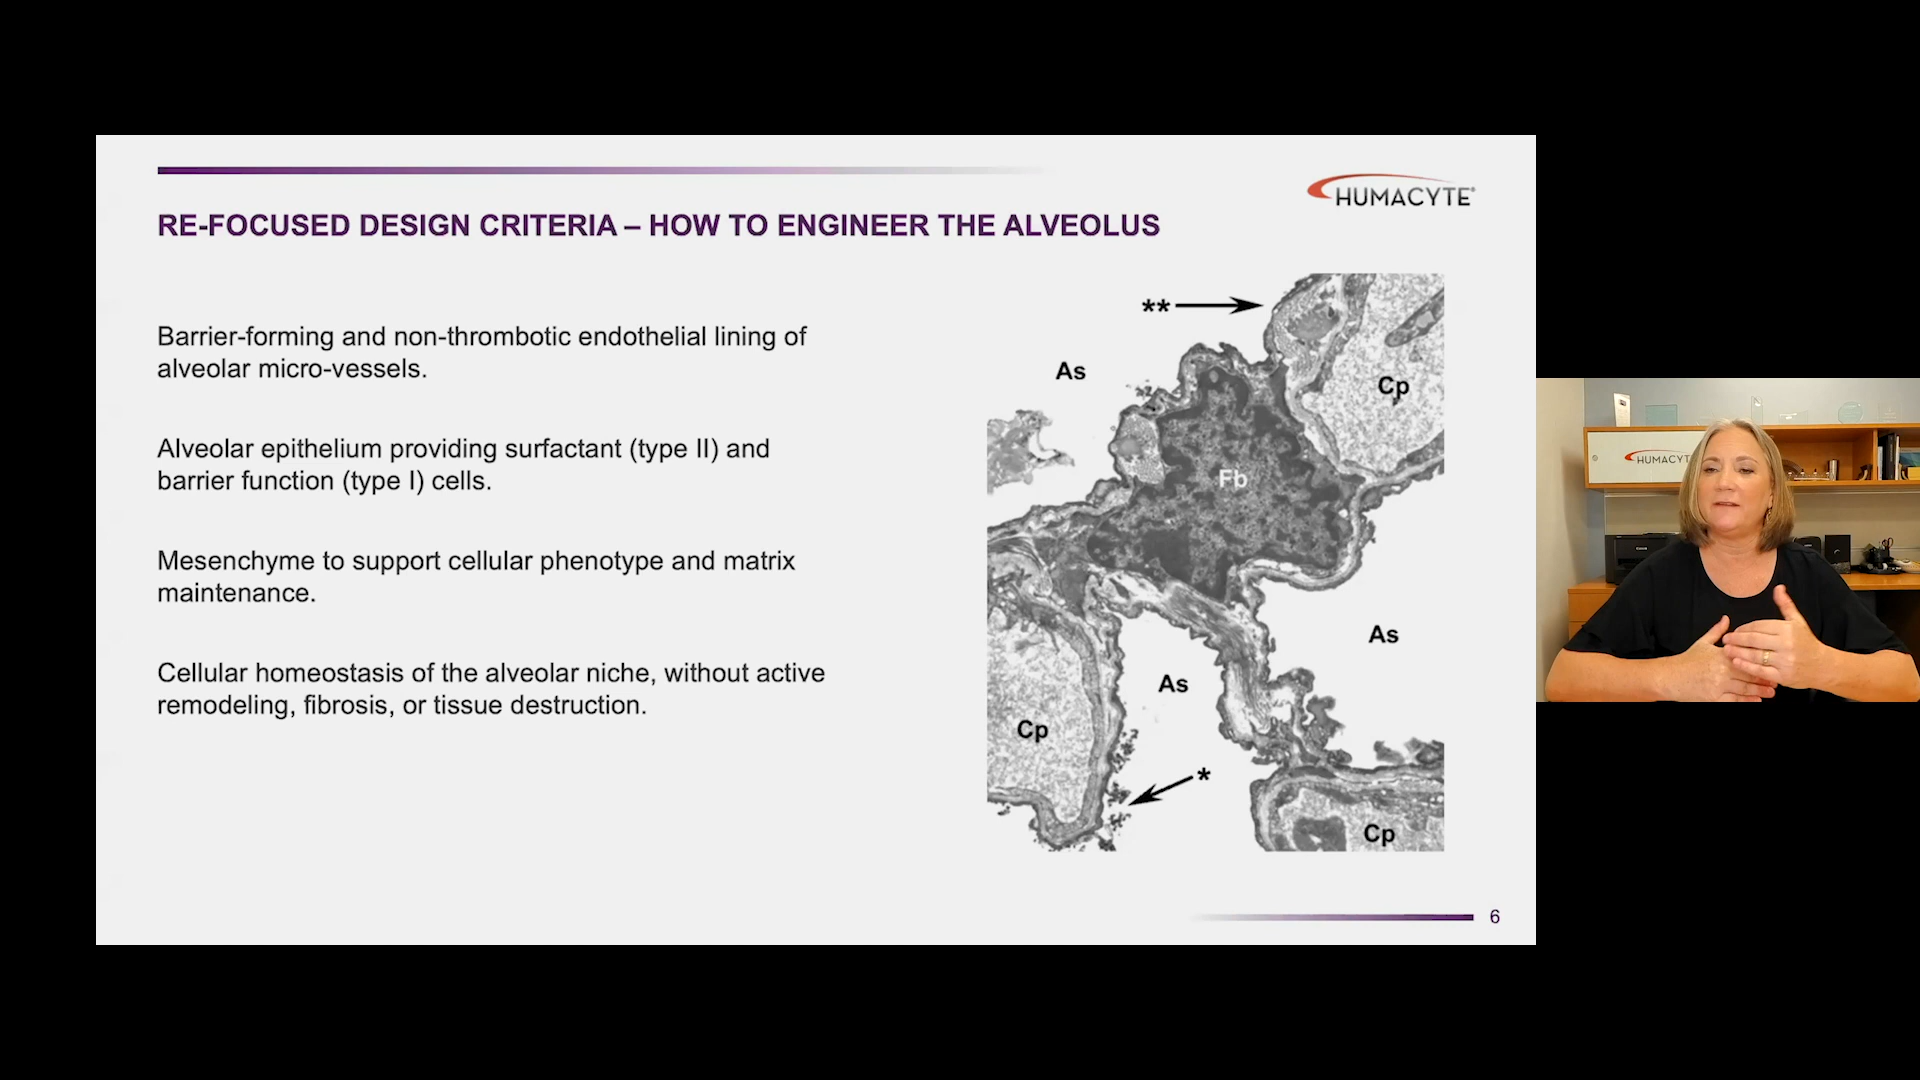 HUMACYTE®
RE-FOCUSED DESIGN CRITERIA – HOW TO ENGINEER THE ALVEOLUS
Barrier-forming and non-thrombotic endothelial lining of
alveolar micro-vessels.
Alveolar epithelium providing surfactant (type II) and
barrier function (type I) cells.
Mesenchyme to support cellular phenotype and matrix
maintenance.
Cellular homeostasis of the alveolar niche, without active
remodeling, fibrosis, or tissue destruction.
**
As
Cp
Fb
As
As
Cp
*
Cp
6
HUMACYT
Canon